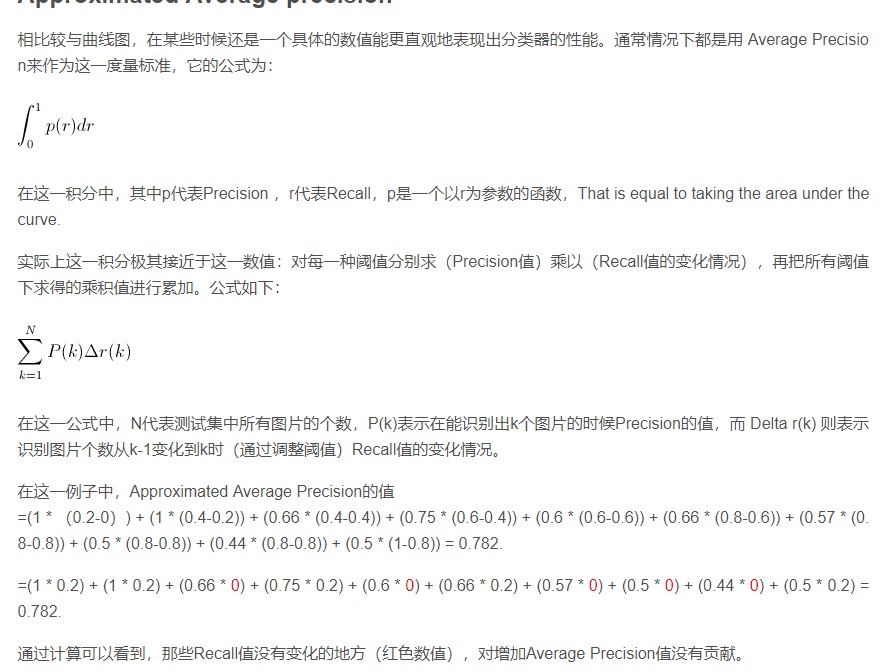 Approximated Average precision
相比较与曲线图，在某些时候还是一个具体的数值能更直观地表现出分类器的性能。通常情况下都是用 Average Precisio
n来作为这一度量标准，它的公式为：
∫₀¹ p(r)dr
在这一积分中，其中p代表Precision ，r代表Recall，p是一个以r为参数的函数，That is equal to taking the area under the
curve.
实际上这一积分极其接近于这一数值：对每一种阈值分别求（Precision值）乘以（Recall值的变化情况），再把所有阈值
下求得的乘积值进行累加。公式如下：
N
∑ P(k)Δr(k)
k=1
在这一公式中，N代表测试集中所有图片的个数，P(k)表示在能识别出k个图片的时候Precision的值，而 Delta r(k) 则表示
识别图片个数从k-1变化到k时（通过调整阈值）Recall值的变化情况。
在这一例子中，Approximated Average Precision的值
=(1 * （0.2-0）) + (1 * (0.4-0.2)) + (0.66 * (0.4-0.4)) + (0.75 * (0.6-0.4)) + (0.6 * (0.6-0.6)) + (0.66 * (0.8-0.6)) + (0.57 * (0.
8-0.8)) + (0.5 * (0.8-0.8)) + (0.44 * (0.8-0.8)) + (0.5 * (1-0.8)) = 0.782.
=(1 * 0.2) + (1 * 0.2) + (0.66 * 0) + (0.75 * 0.2) + (0.6 * 0) + (0.66 * 0.2) + (0.57 * 0) + (0.5 * 0) + (0.44 * 0) + (0.5 * 0.2) =
0.782.
通过计算可以看到，那些Recall值没有变化的地方（红色数值），对增加Average Precision值没有贡献。